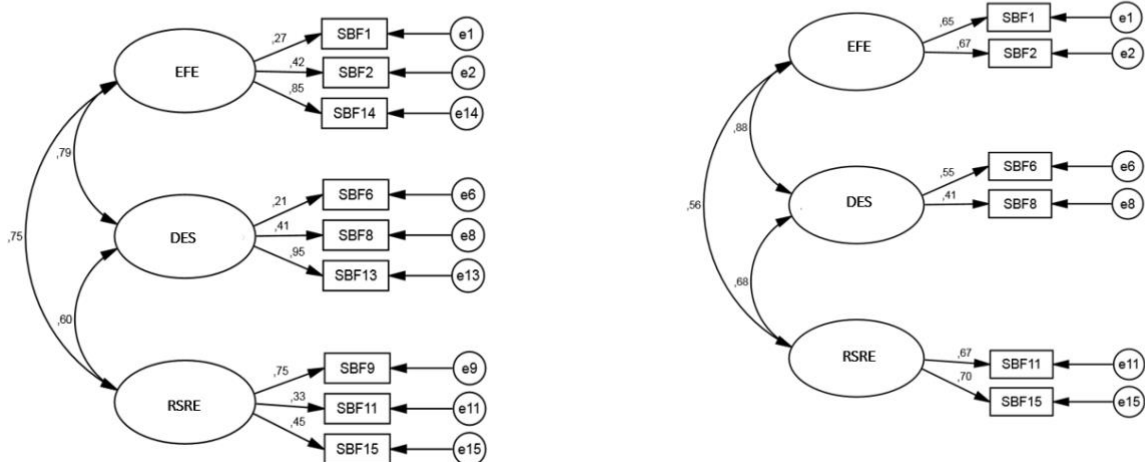 ,27 SBF1 e1
EFE ,42 SBF2 e2
,85 SBF14 e14
,79
,21 SBF6 e6
,75 DES ,41 SBF8 e8
,95 SBF13 e13
,60
,75 SBF9 e9
RSRE ,33 SBF11 e11
,45 SBF15 e15
,65 SBF1 e1
EFE ,67 SBF2 e2
,88
,55 SBF6 e6
,56 DES ,41 SBF8 e8
,68
RSRE ,67 SBF11 e11
,70 SBF15 e15